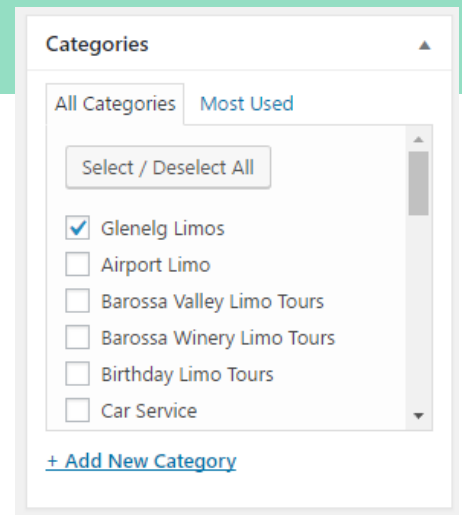 Categories
All Categories Most Used
Select / Deselect All
Glenelg Limos
Airport Limo
Barossa Valley Limo Tours
Barossa Winery Limo Tours
Birthday Limo Tours
Car Service
+ Add New Category